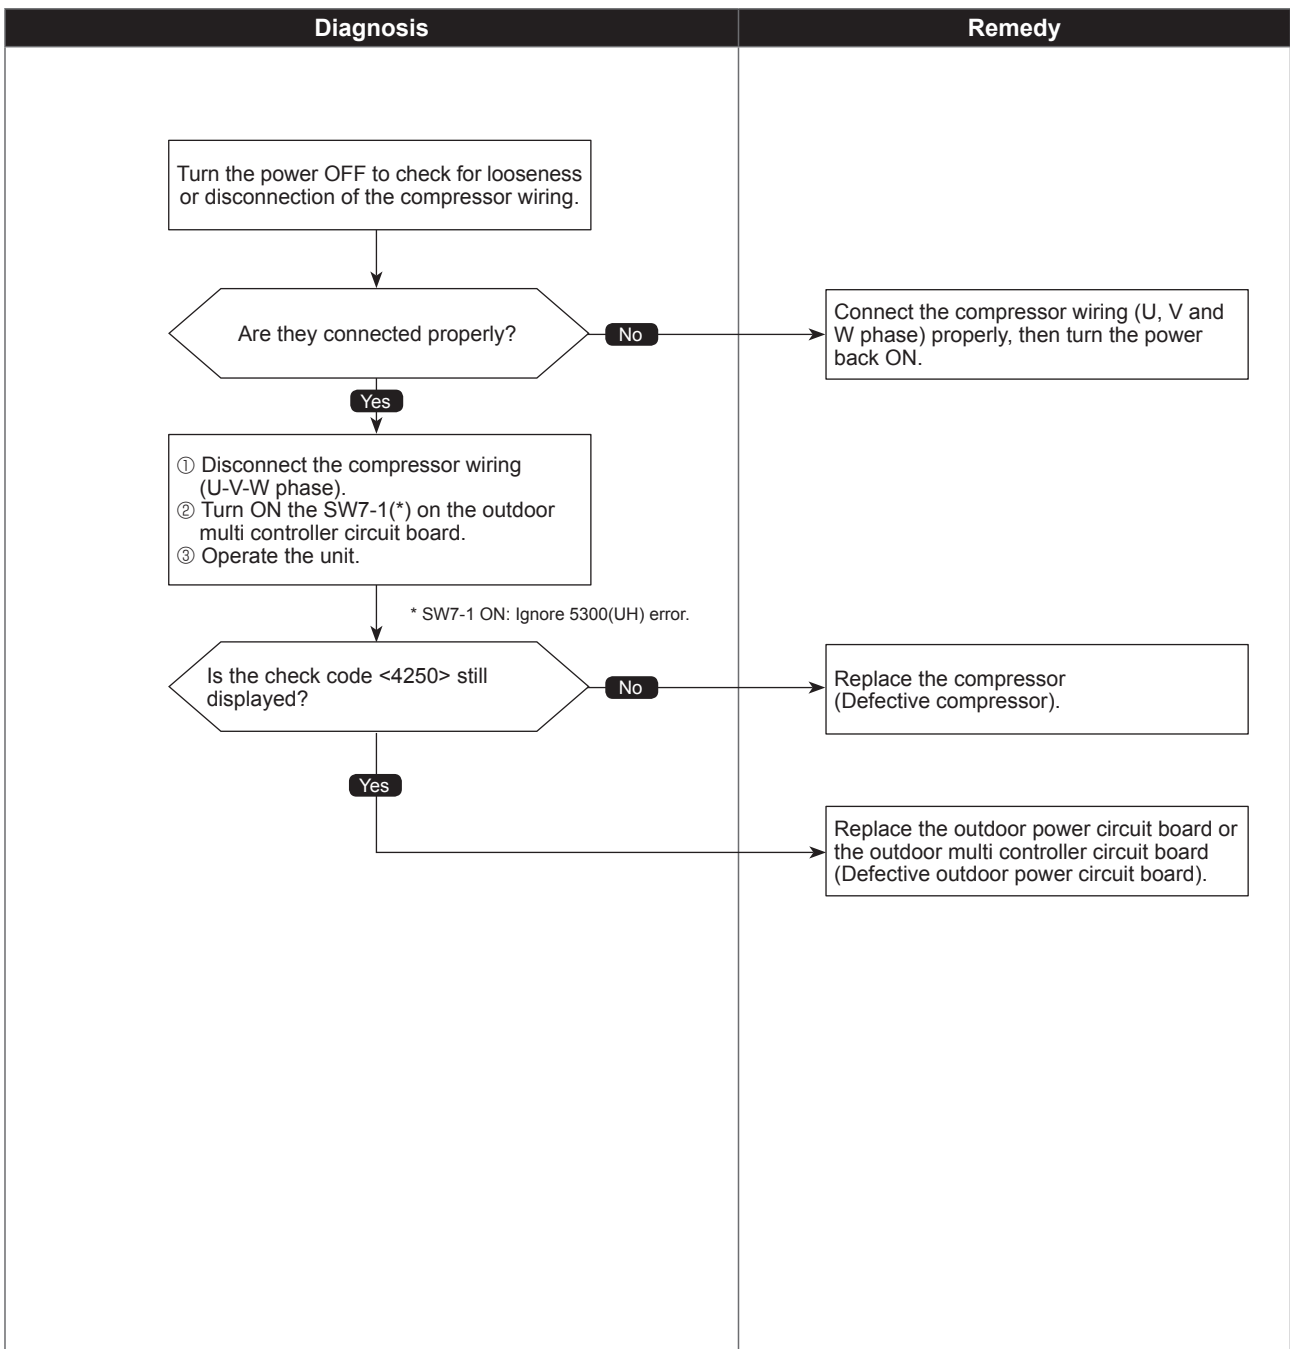 Diagnosis
Remedy
Turn the power OFF to check for looseness
or disconnection of the compressor wiring.
Are they connected properly?
No
Connect the compressor wiring (U, V and
W phase) properly, then turn the power
back ON.
Yes
① Disconnect the compressor wiring
(U-V-W phase).
② Turn ON the SW7-1(*) on the outdoor
multi controller circuit board.
③ Operate the unit.
* SW7-1 ON: Ignore 5300(UH) error.
Is the check code <4250> still
displayed?
No
Replace the compressor
(Defective compressor).
Yes
Replace the outdoor power circuit board or
the outdoor multi controller circuit board
(Defective outdoor power circuit board).